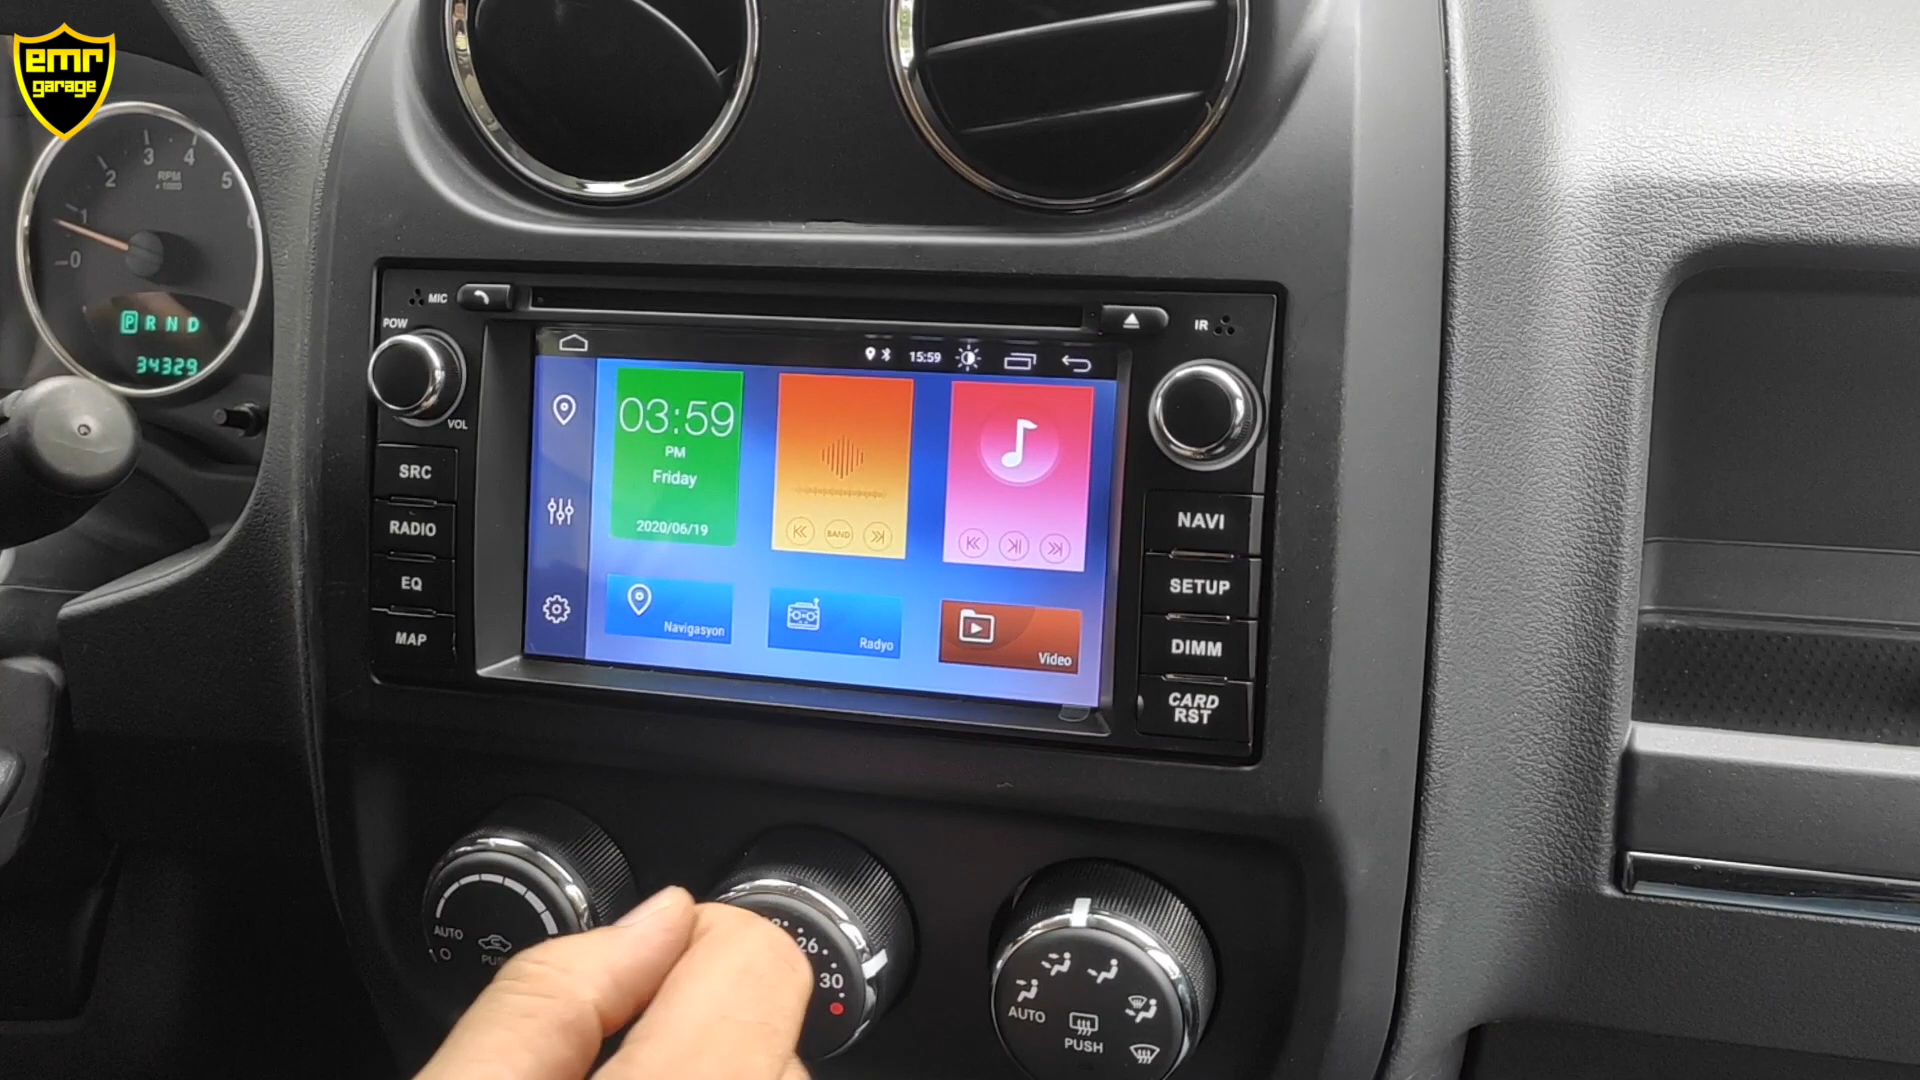 emr
garage
2
3
4
5
RPM
1
0
P R N D
34329
MIC
POW
VOL
SRC
RADIO
EQ
MAP
IR
NAVI
SETUP
DIMM
CARD
RST
15:59
03:59
PM
Friday
2020/06/19
BAND
Navigasyon
Radyo
Video
AUTO
0
26
30
AUTO
PUSH